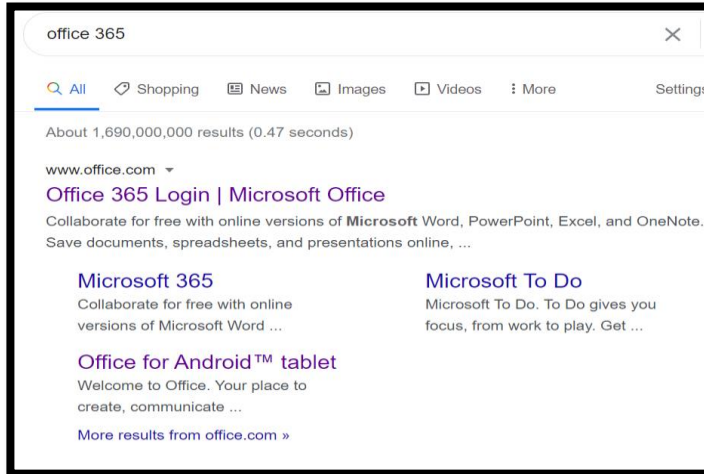 office 365
All Shopping News Images Videos More Settings
About 1,690,000,000 results (0.47 seconds)
www.office.com
Office 365 Login | Microsoft Office
Collaborate for free with online versions of Microsoft Word, PowerPoint, Excel, and OneNote.
Save documents, spreadsheets, and presentations online, ...
Microsoft 365
Collaborate for free with online
versions of Microsoft Word ...
Microsoft To Do
Microsoft To Do. To Do gives you
focus, from work to play. Get ...
Office for Android™ tablet
Welcome to Office. Your place to
create, communicate ...
More results from office.com »